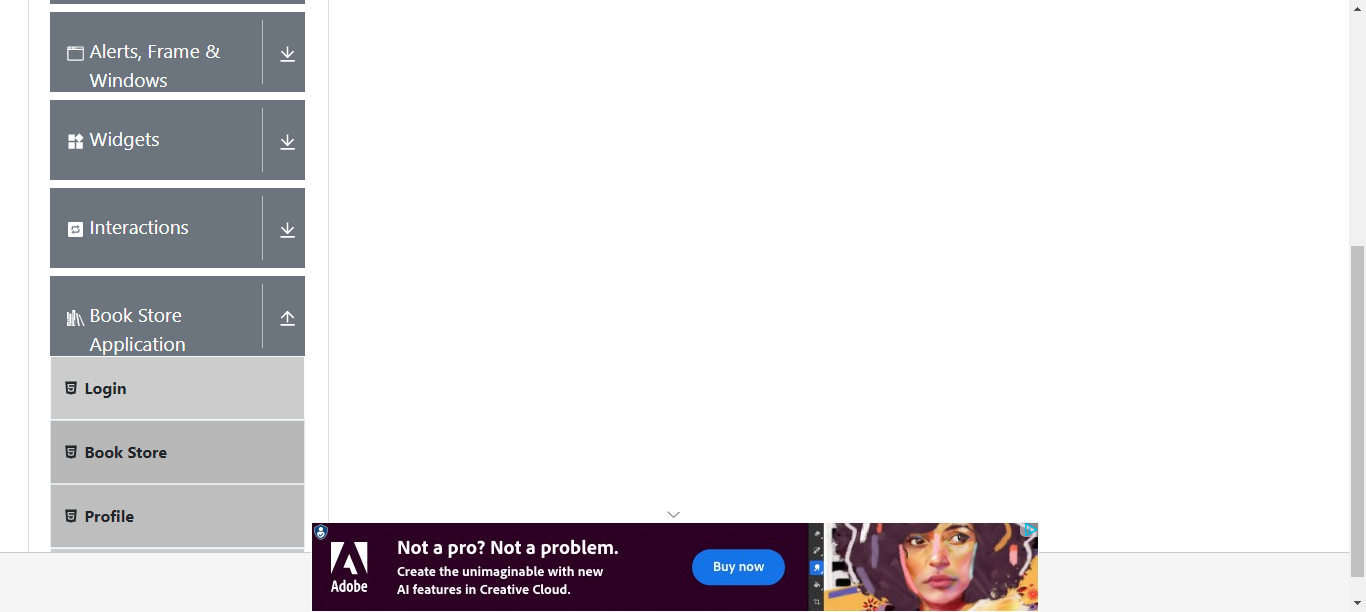 Alerts, Frame &
Windows
Widgets
Interactions
Book Store
Application
Login
Book Store
Profile
Adobe
Not a pro? Not a problem.
Create the unimaginable with new
AI features in Creative Cloud.
Buy now